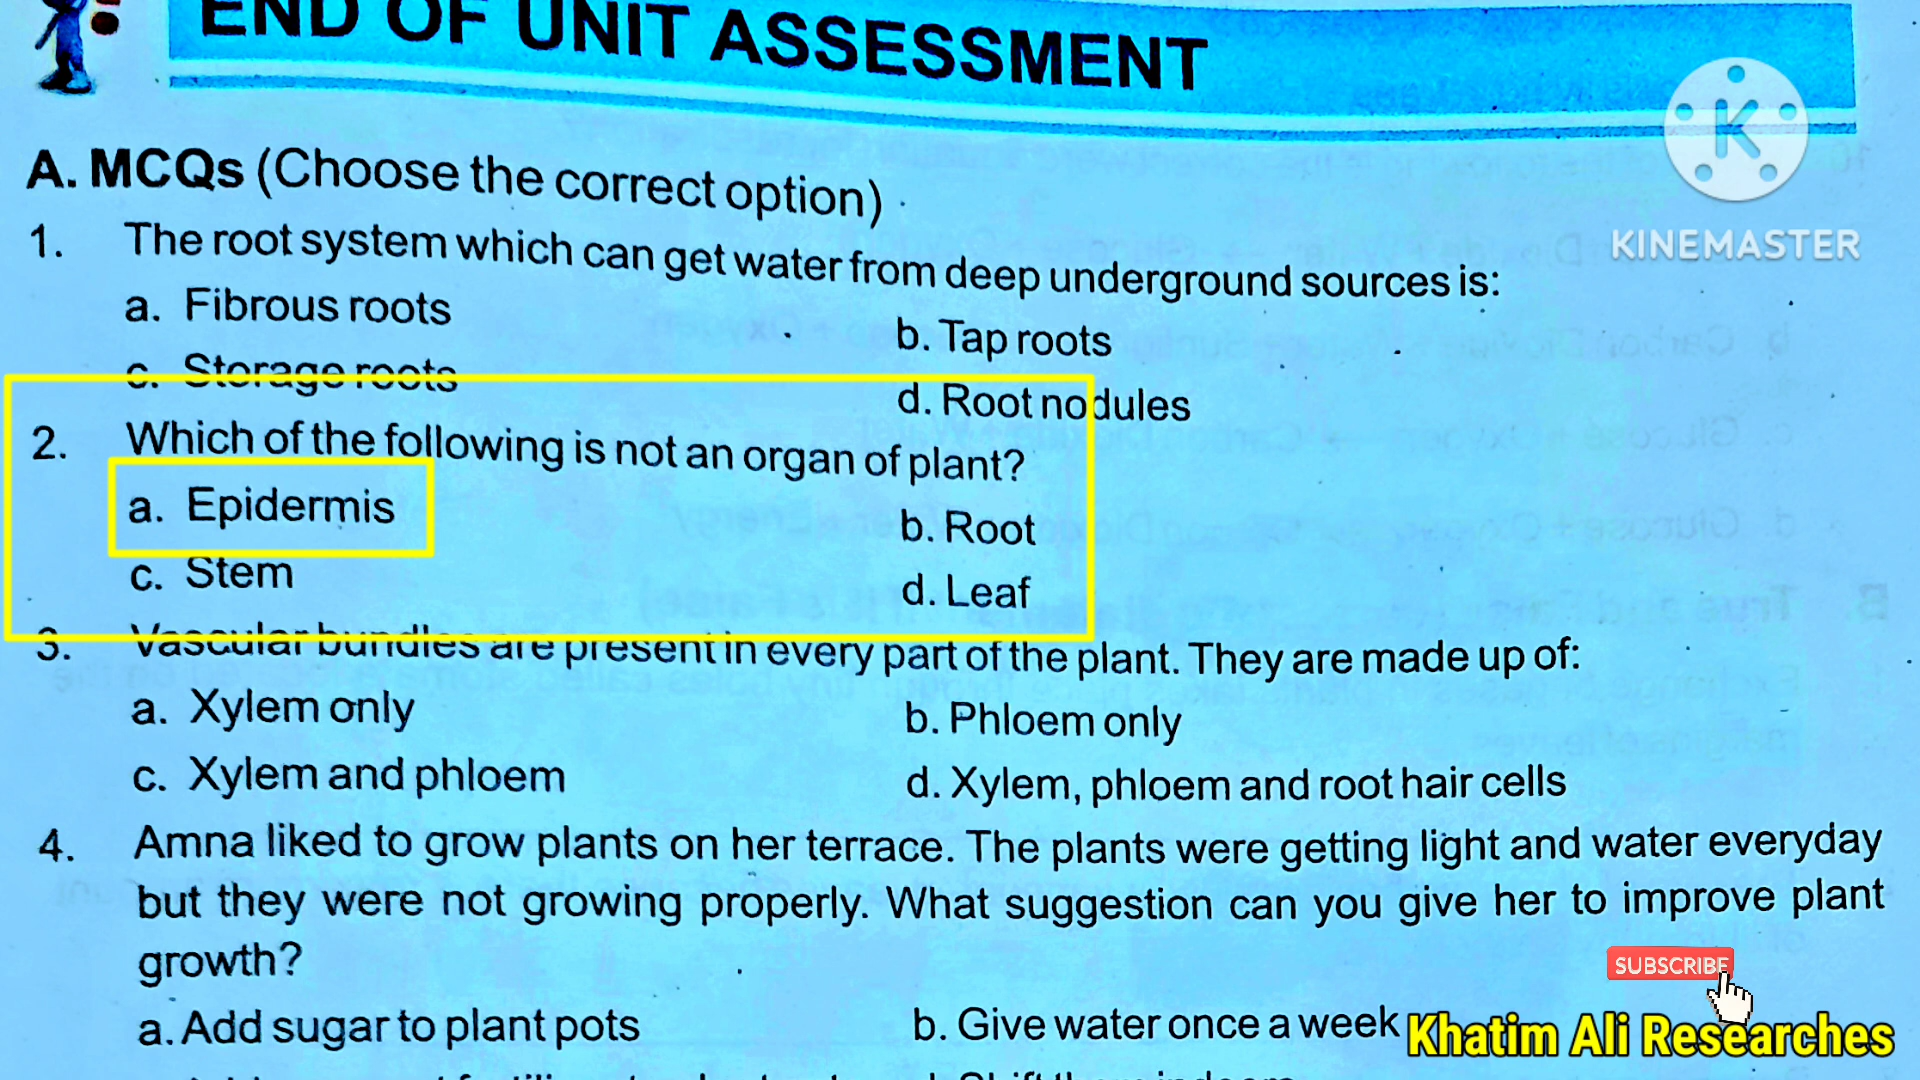 END OF UNIT ASSESSMENT
K
KINEMASTER
A. MCQs (Choose the correct option)
1. The root system which can get water from deep underground sources is:
a. Fibrous roots
b. Tap roots
c. Storage roots
d. Root nodules
2. Which of the following is not an organ of plant?
a. Epidermis
b. Root
c. Stem
d. Leaf
3. Vascular bundles are present in every part of the plant. They are made up of:
a. Xylem only
b. Phloem only
c. Xylem and phloem
d. Xylem, phloem and root hair cells
4. Amna liked to grow plants on her terrace. The plants were getting light and water everyday
but they were not growing properly. What suggestion can you give her to improve plant
growth?
a. Add sugar to plant pots
b. Give water once a week
SUBSCRIBE
Khatim Ali Researches